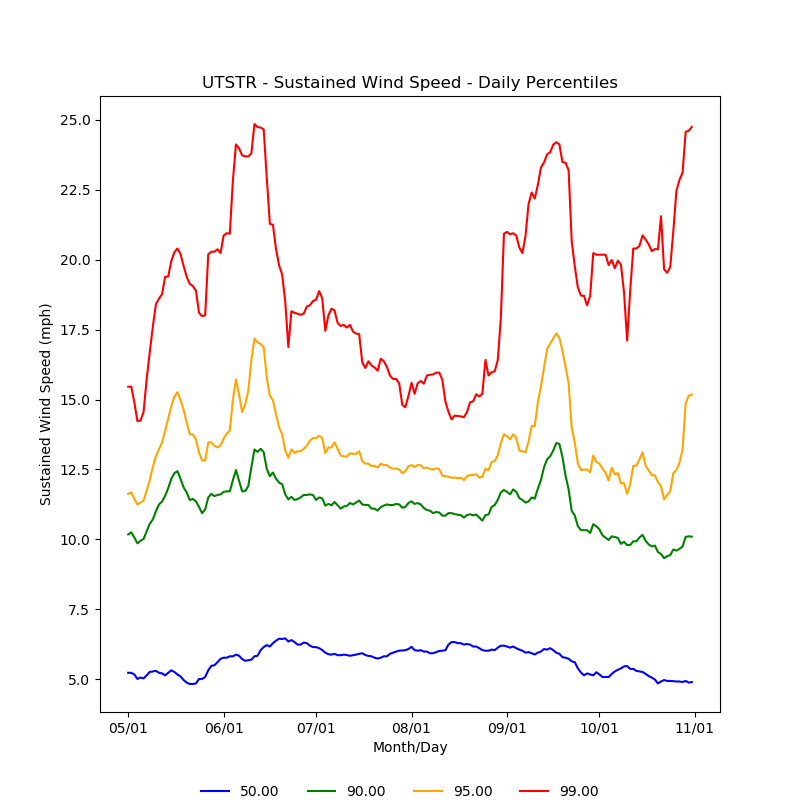 UTSTR - Sustained Wind Speed - Daily Percentiles
Sustained Wind Speed (mph)
25.0
22.5
20.0
17.5
15.0
12.5
10.0
7.5
5.0
05/01 06/01 07/01 08/01 09/01 10/01 11/01
Month/Day
50.00 90.00 95.00 99.00